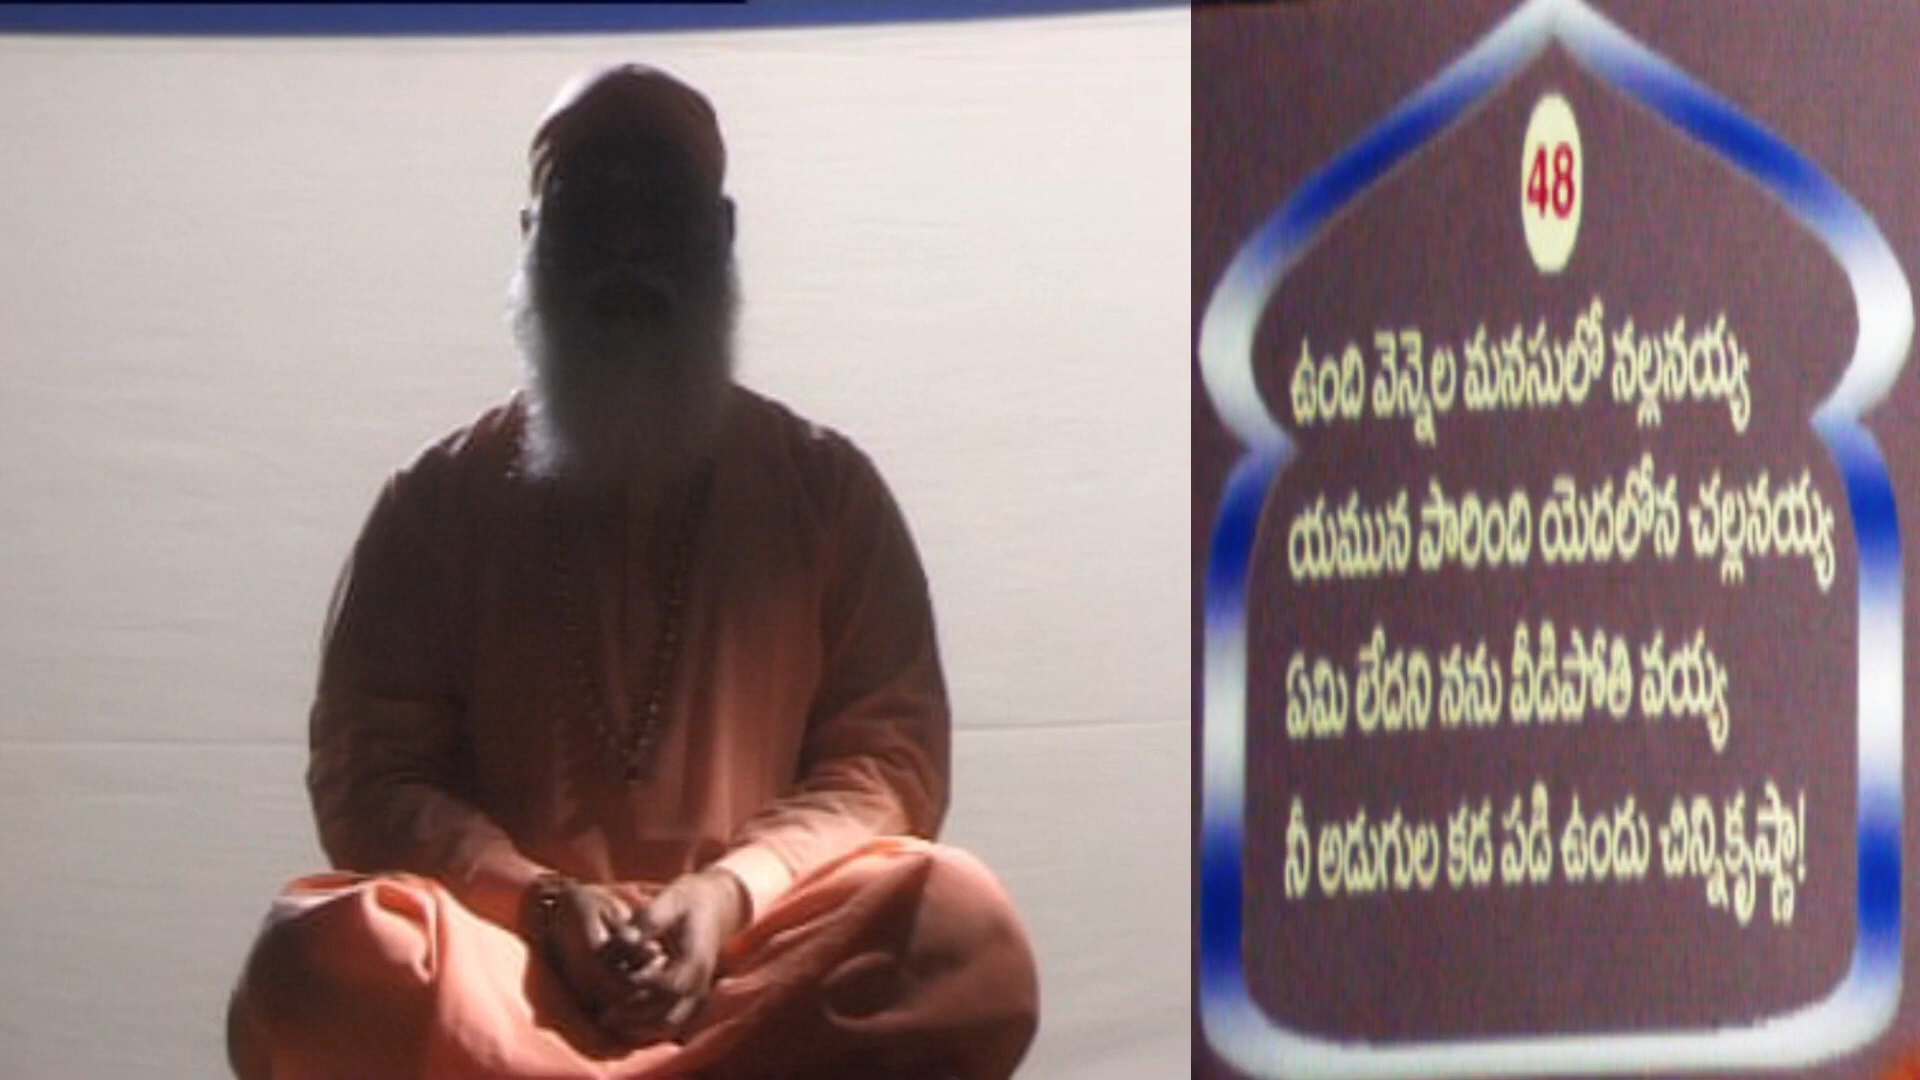 48
ఉంది వెన్నెల మనసులో నల్లనయ్య
యమున పారింది యెదలోన చల్లనయ్య
ఏమి లేదని నను వీడిపోతి వయ్య
నీ అడుగుల కడ పడి ఉందు చిన్నికృష్ణా!